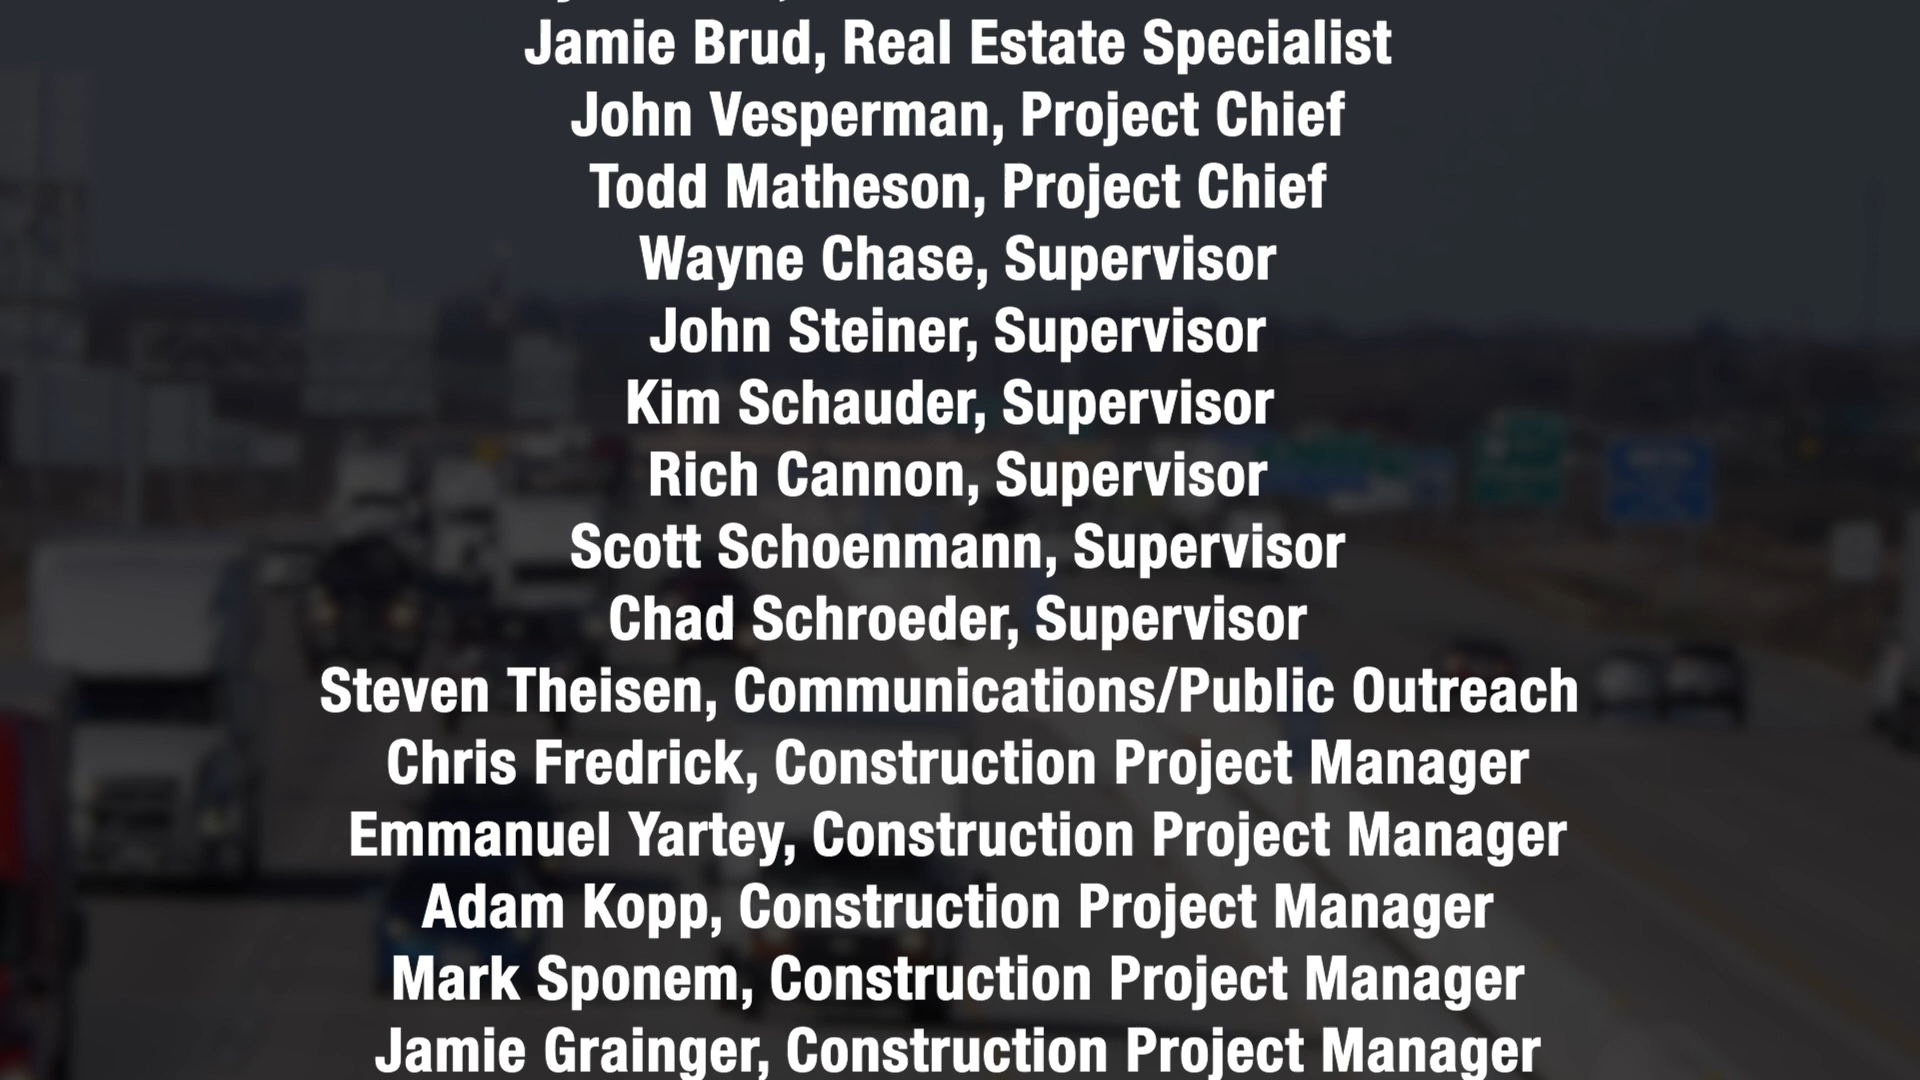 Jamie Brud, Real Estate Specialist
John Vesperman, Project Chief
Todd Matheson, Project Chief
Wayne Chase, Supervisor
John Steiner, Supervisor
Kim Schauder, Supervisor
Rich Cannon, Supervisor
Scott Schoenmann, Supervisor
Chad Schroeder, Supervisor
Steven Theisen, Communications/Public Outreach
Chris Fredrick, Construction Project Manager
Emmanuel Yartey, Construction Project Manager
Adam Kopp, Construction Project Manager
Mark Sponem, Construction Project Manager
Jamie Grainger, Construction Project Manager